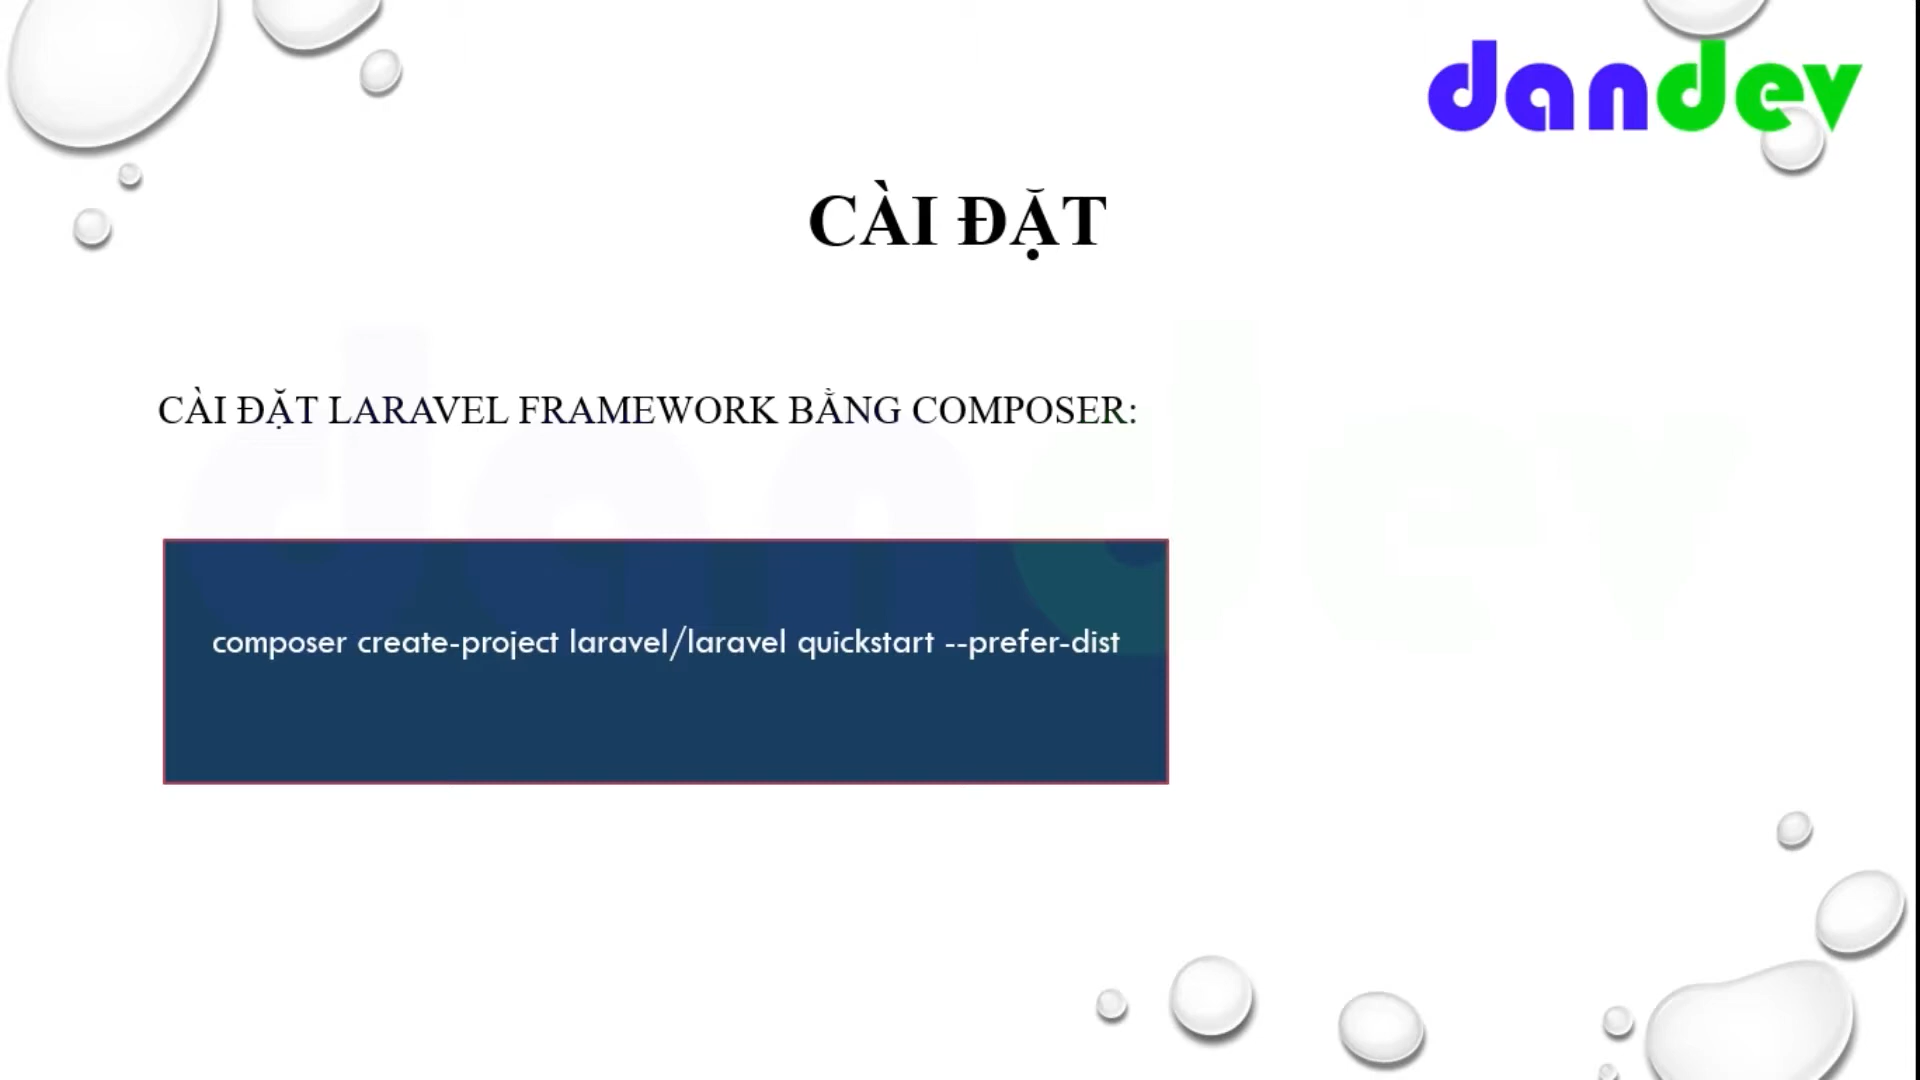 dandev
CÀI ĐẶT
CÀI ĐẶT LARAVEL FRAMEWORK BẰNG COMPOSER:
composer create-project laravel/laravel quickstart --prefer-dist